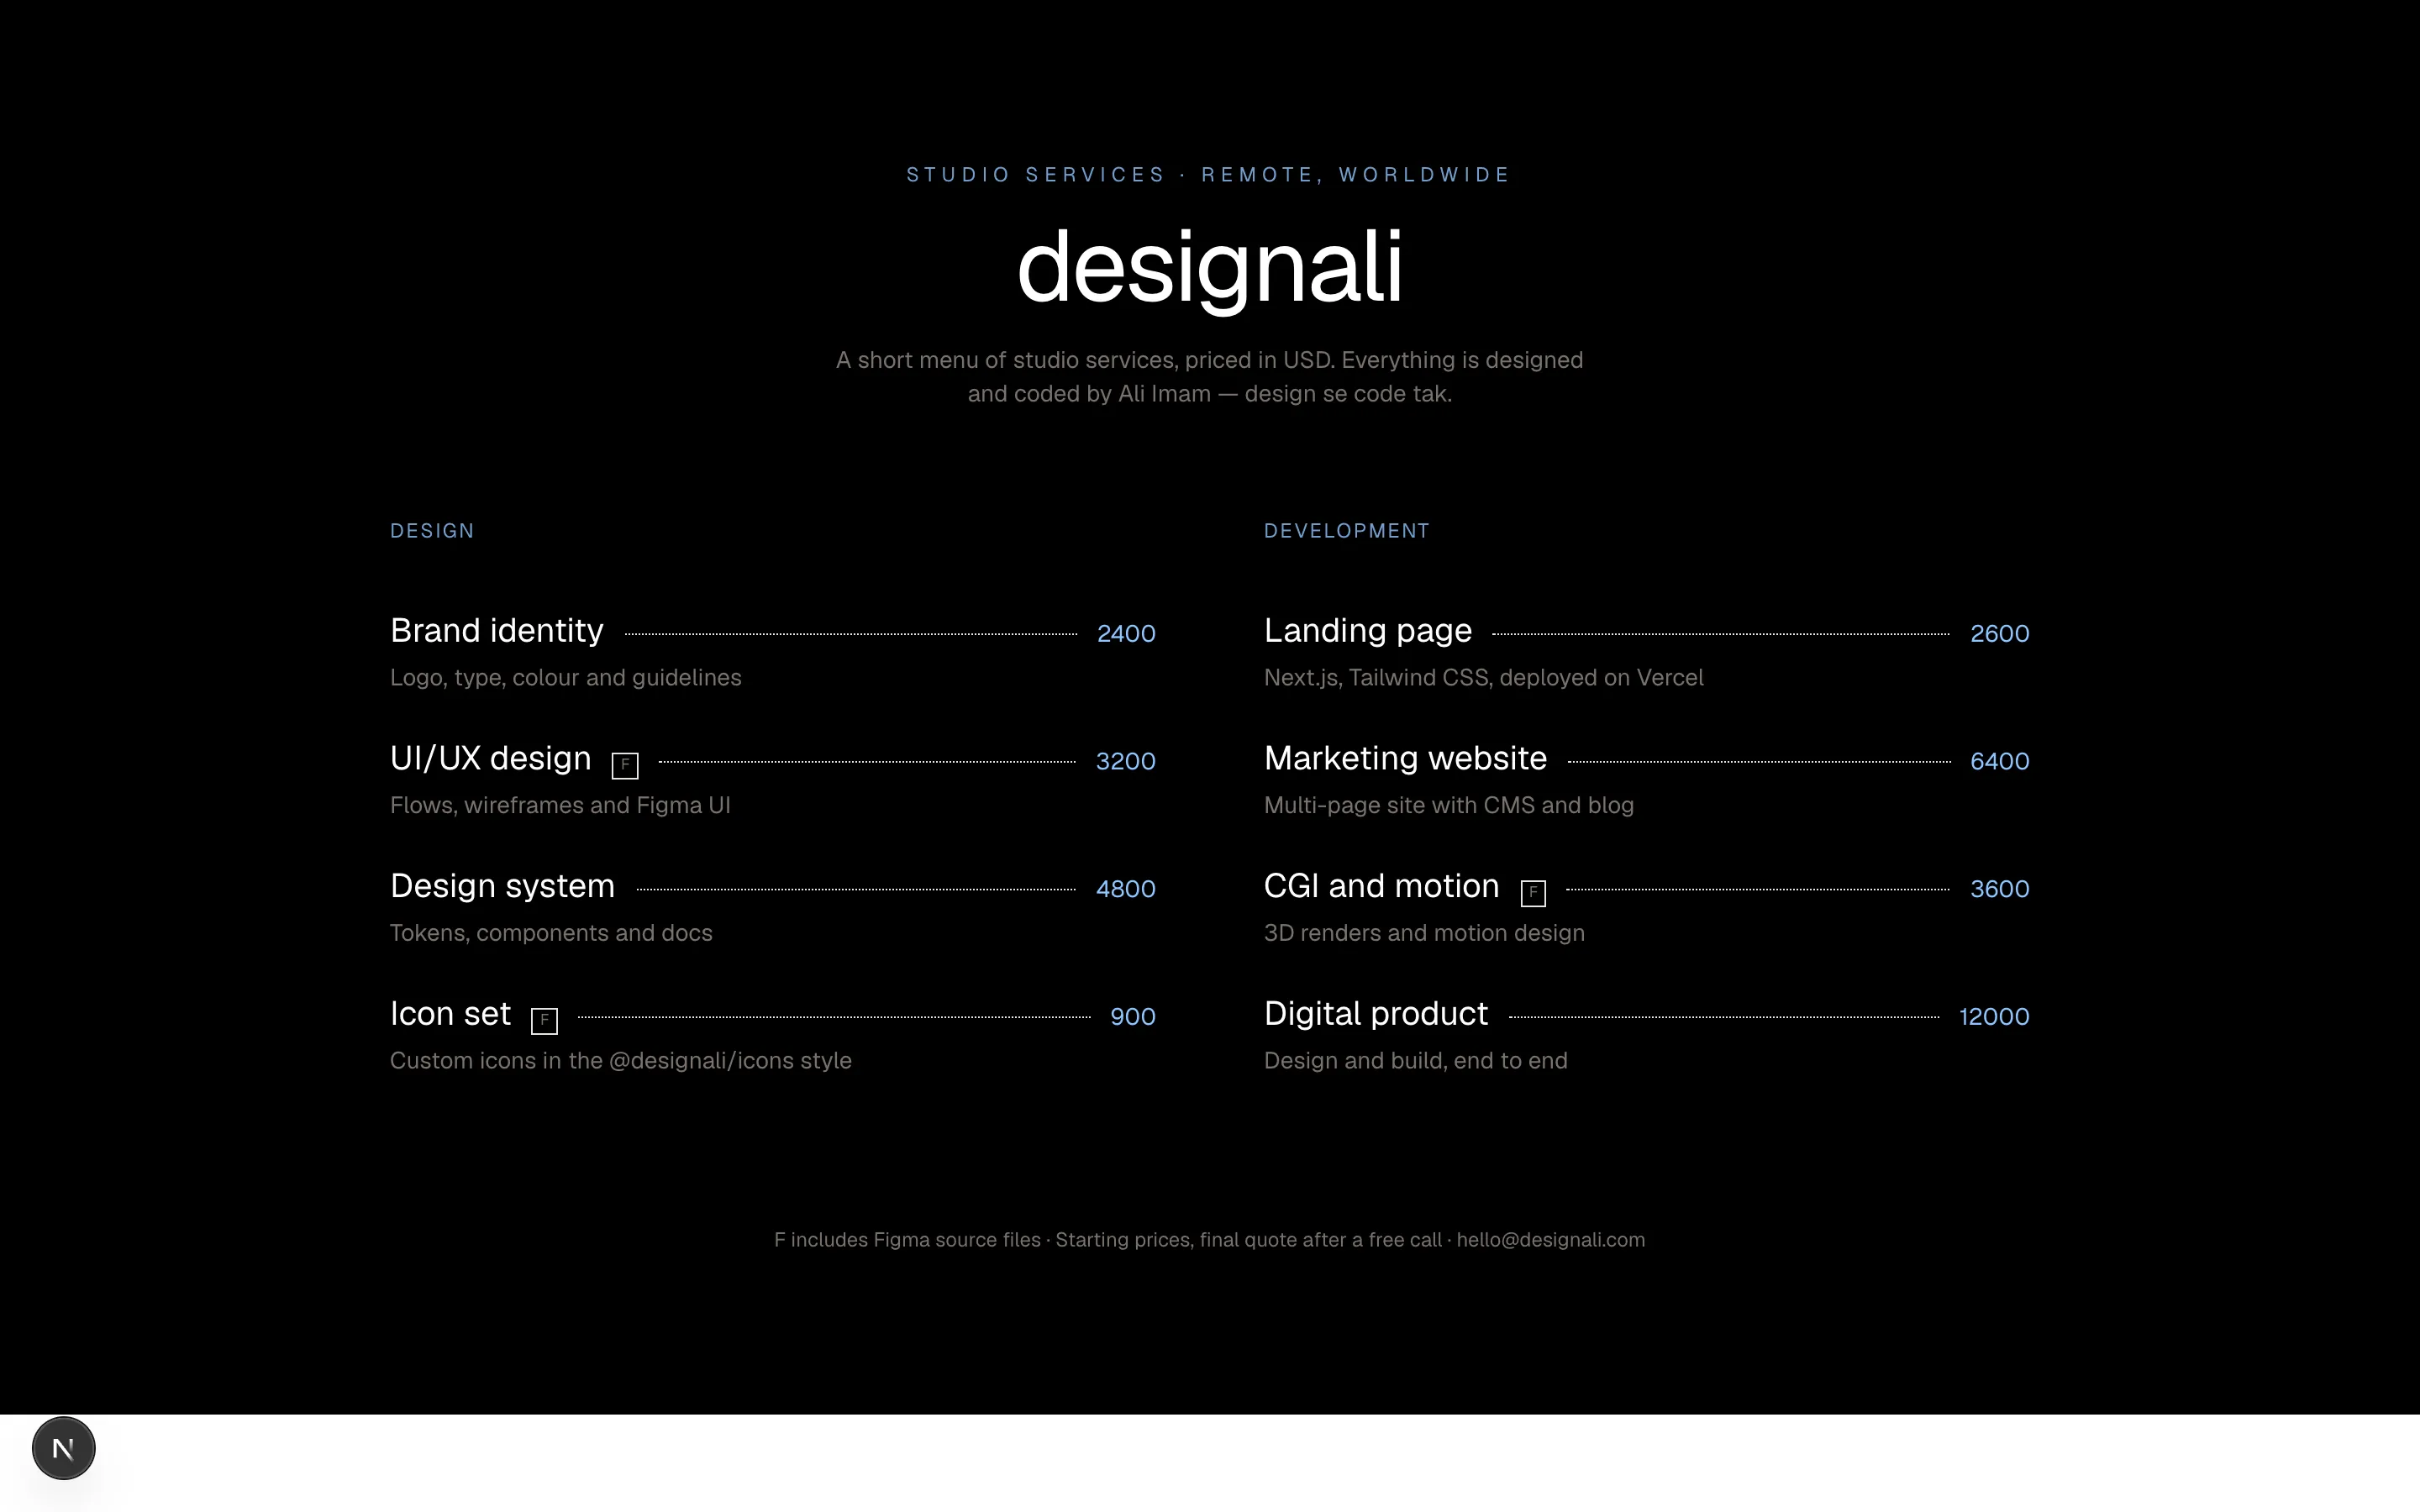 STUDIO SERVICES · REMOTE, WORLDWIDE
designali
A short menu of studio services, priced in USD. Everything is designed
and coded by Ali Imam — design se code tak.
DESIGN
Brand identity 2400
Logo, type, colour and guidelines
UI/UX design F 3200
Flows, wireframes and Figma UI
Design system 4800
Tokens, components and docs
Icon set F 900
Custom icons in the @designali/icons style
DEVELOPMENT
Landing page 2600
Next.js, Tailwind CSS, deployed on Vercel
Marketing website 6400
Multi-page site with CMS and blog
CGI and motion F 3600
3D renders and motion design
Digital product 12000
Design and build, end to end
F includes Figma source files · Starting prices, final quote after a free call · hello@designali.com
N